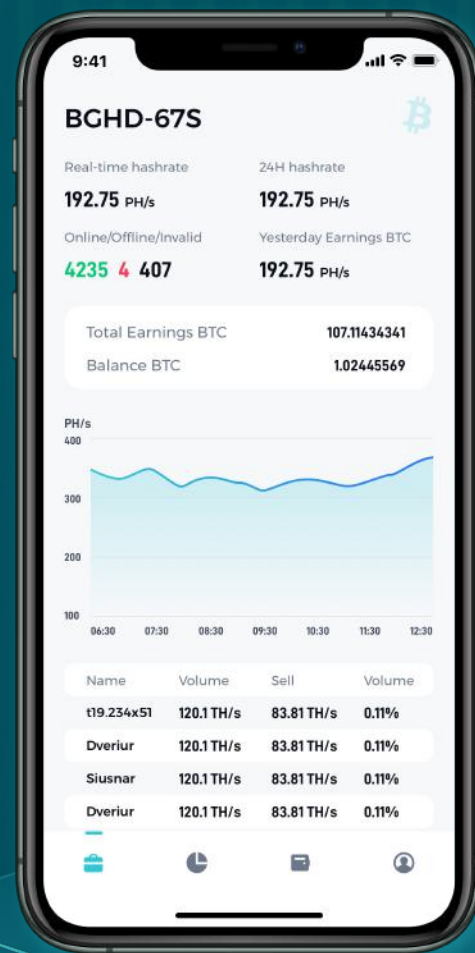 9:41
BGHD-67S
Real-time hashrate 24H hashrate
192.75 PH/s 192.75 PH/s
Online/Offline/Invalid Yesterday Earnings BTC
4235 4 407 192.75 PH/s
Total Earnings BTC 107.11434341
Balance BTC 1.02445569
PH/s
400
300
200
100
06:30 07:30 08:30 09:30 10:30 11:30 12:30
Name Volume Sell Volume
t19.234x51 120.1 TH/s 83.81 TH/s 0.11%
Dveriur 120.1 TH/s 83.81 TH/s 0.11%
Siusnar 120.1 TH/s 83.81 TH/s 0.11%
Dveriur 120.1 TH/s 83.81 TH/s 0.11%